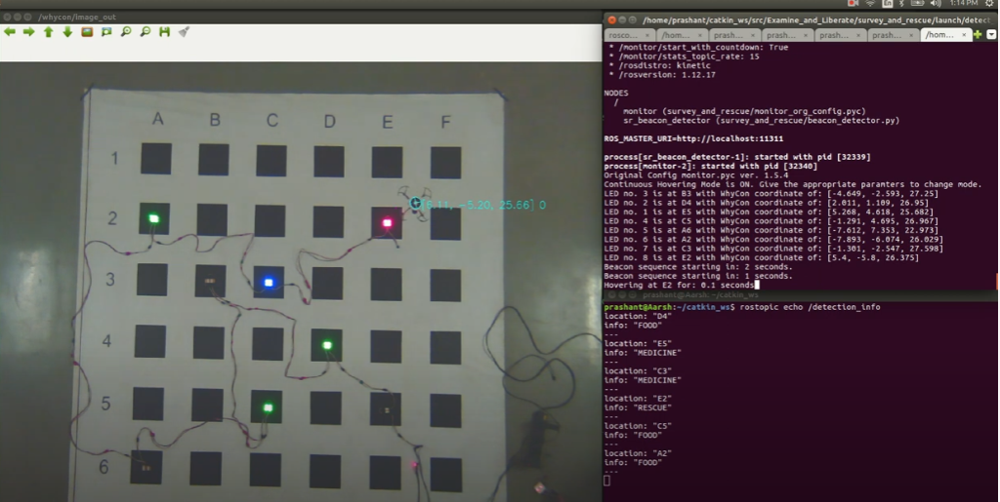 1:14 PM
/whycon/image_out
/home/prashant/catkin_ws/src/Examine_and_Liberate/survey_and_rescue/launch/detect
rosco... /hom... prash... prash... prash... prash... /hom...
* /monitor/start_with_countdown: True
* /monitor/stats_topic_rate: 15
* /rosdistro: kinetic
* /rosversion: 1.12.17
NODES
/
monitor (survey_and_rescue/monitor_org_config.pyc)
sr_beacon_detector (survey_and_rescue/beacon_detector.py)
ROS_MASTER_URI=http://localhost:11311
process[sr_beacon_detector-1]: started with pid [32339]
process[monitor-2]: started with pid [32340]
Original Config monitor.pyc ver. 1.5.4
Continuous Hovering Mode is ON. Give the appropriate paramters to change mode.
LED no. 3 is at B3 with WhyCon coordinate of: [-4.649, -2.593, 27.25]
LED no. 2 is at D4 with WhyCon coordinate of: [2.011, 1.109, 26.95]
LED no. 1 is at E5 with WhyCon coordinate of: [5.268, 4.618, 25.682]
LED no. 4 is at C5 with WhyCon coordinate of: [-1.291, 4.695, 26.967]
LED no. 5 is at A6 with WhyCon coordinate of: [-7.612, 7.353, 22.973]
LED no. 6 is at A2 with WhyCon coordinate of: [-7.893, -6.074, 26.029]
LED no. 7 is at C3 with WhyCon coordinate of: [-1.301, -2.547, 27.598]
LED no. 8 is at E2 with WhyCon coordinate of: [5.4, -5.8, 26.375]
Beacon sequence starting in: 2 seconds.
Beacon sequence starting in: 1 seconds.
Hovering at E2 for: 0.1 seconds
prashant@Aarsh: ~/catkin_ws
prashant@Aarsh:~/catkin_ws$ rostopic echo /detection_info
location: "D4"
info: "FOOD"
---
location: "E5"
info: "MEDICINE"
---
location: "C3"
info: "MEDICINE"
---
location: "E2"
info: "RESCUE"
---
location: "C5"
info: "FOOD"
---
location: "A2"
info: "FOOD"
---
A B C D E F
1
2
[5.11, -5.20, 25.66] 0
3
4
5
6